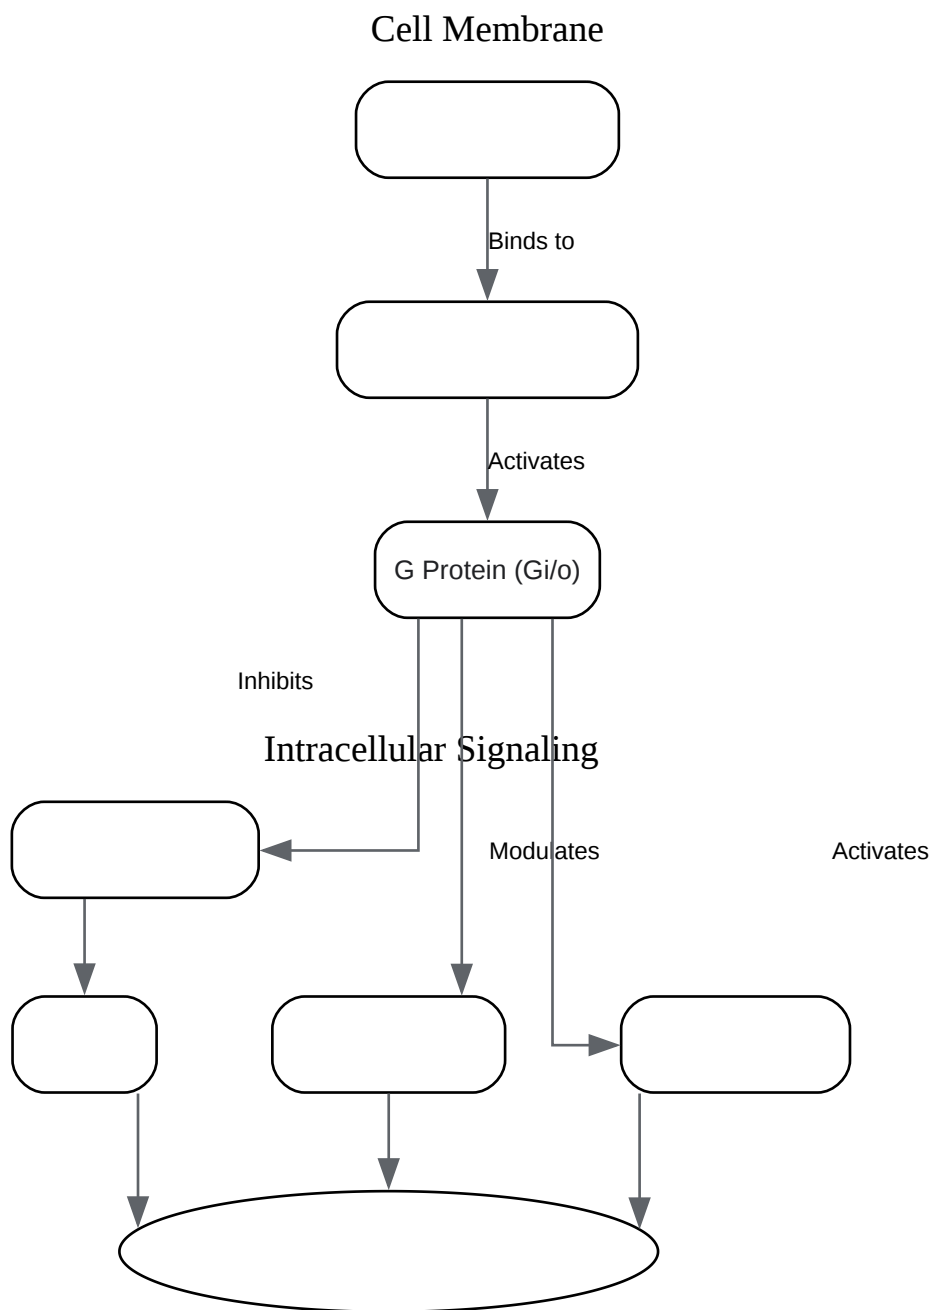 Cell Membrane
Binds to
Activates
G Protein (Gi/o)
Inhibits
Intracellular Signaling
Modulates
Activates